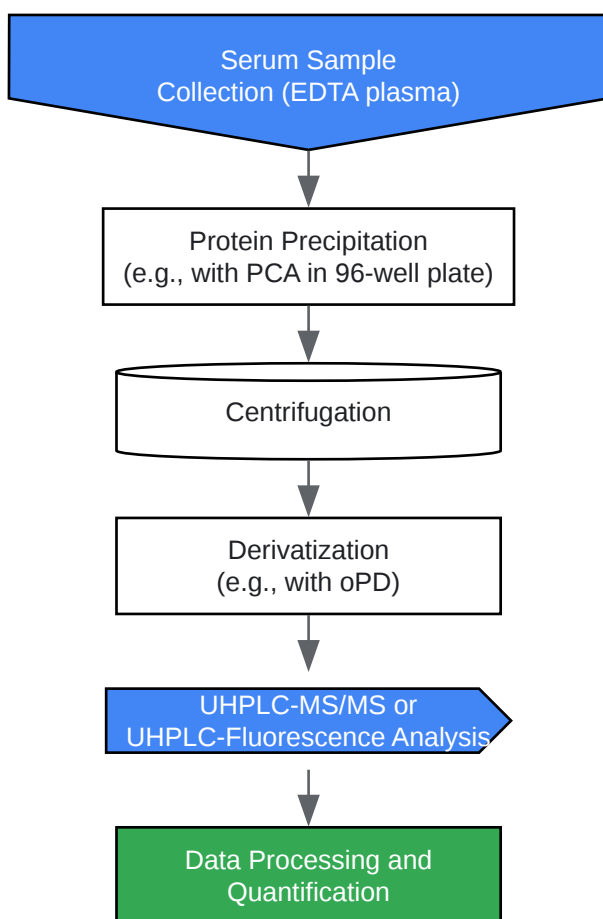 Serum Sample
Collection (EDTA plasma)
Protein Precipitation
(e.g., with PCA in 96-well plate)
Centrifugation
Derivatization
(e.g., with oPD)
UHPLC-MS/MS or
UHPLC-Fluorescence Analysis
Data Processing and
Quantification